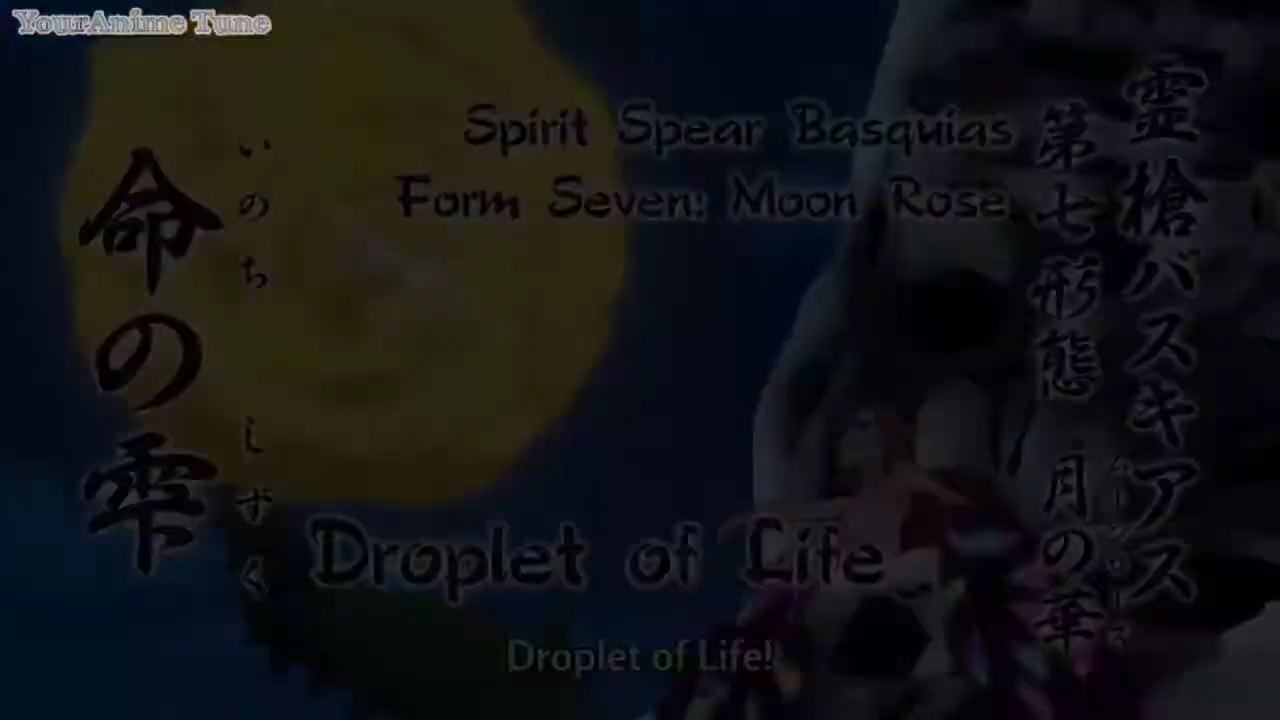 YourAnime Tune
Spirit Spear Basquias
Form Seven: Moon Rose
霊槍バスキアス
第七形態 月の華
命の雫
いのち しずく
Droplet of Life
Droplet of Life!